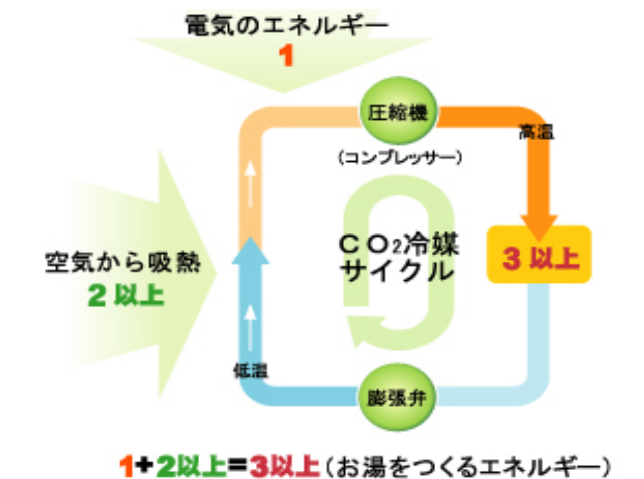 電気のエネルギー
1
圧縮機
(コンプレッサー)
高温
空気から吸熱
2以上
CO₂冷媒
サイクル
3以上
低温
膨張弁
1+2以上=3以上(お湯をつくるエネルギー)